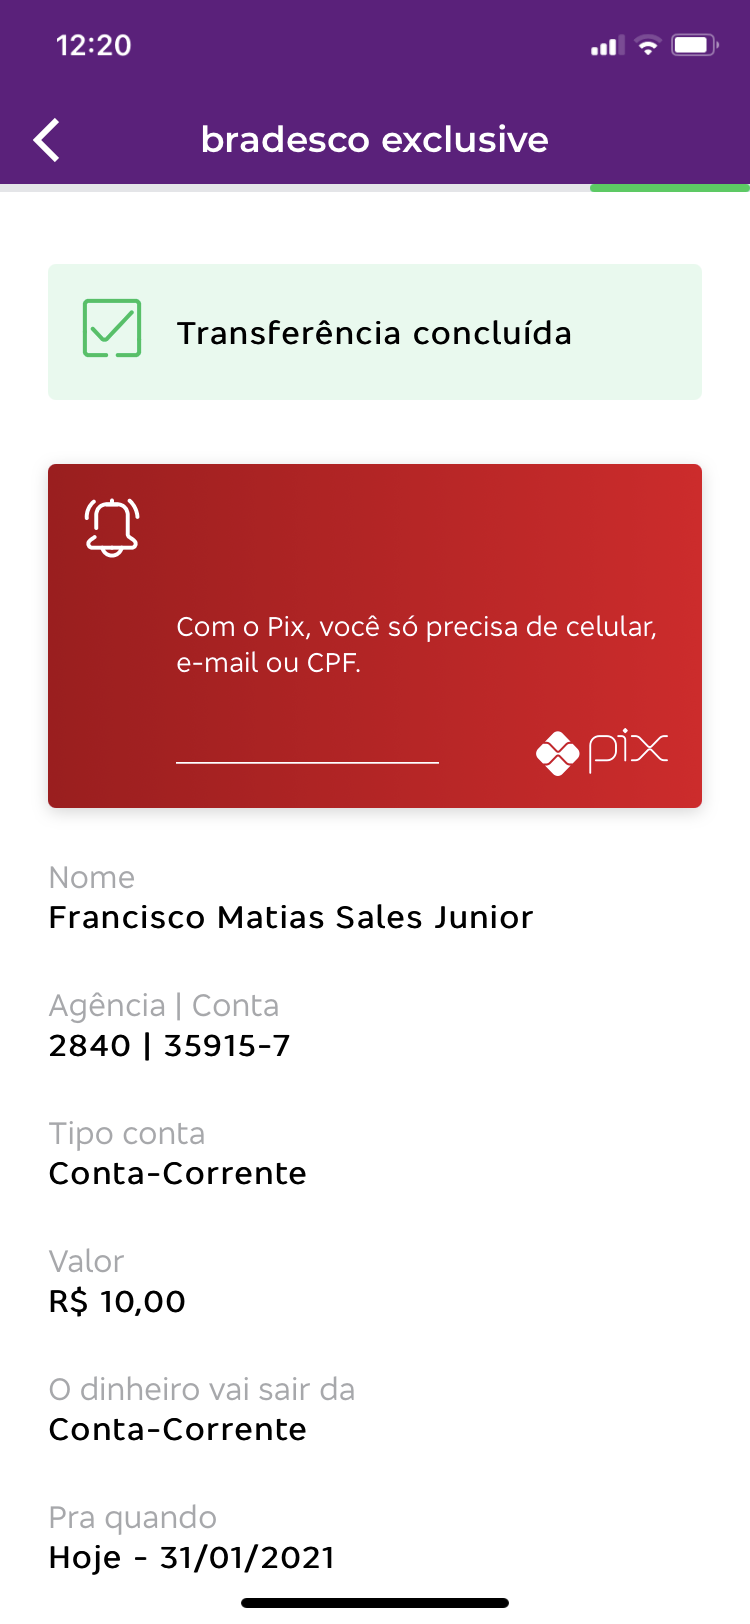 12:20
bradesco exclusive
Transferência concluída
Com o Pix, você só precisa de celular,
e-mail ou CPF.
pix
Nome
Francisco Matias Sales Junior
Agência | Conta
2840 | 35915-7
Tipo conta
Conta-Corrente
Valor
R$ 10,00
O dinheiro vai sair da
Conta-Corrente
Pra quando
Hoje - 31/01/2021